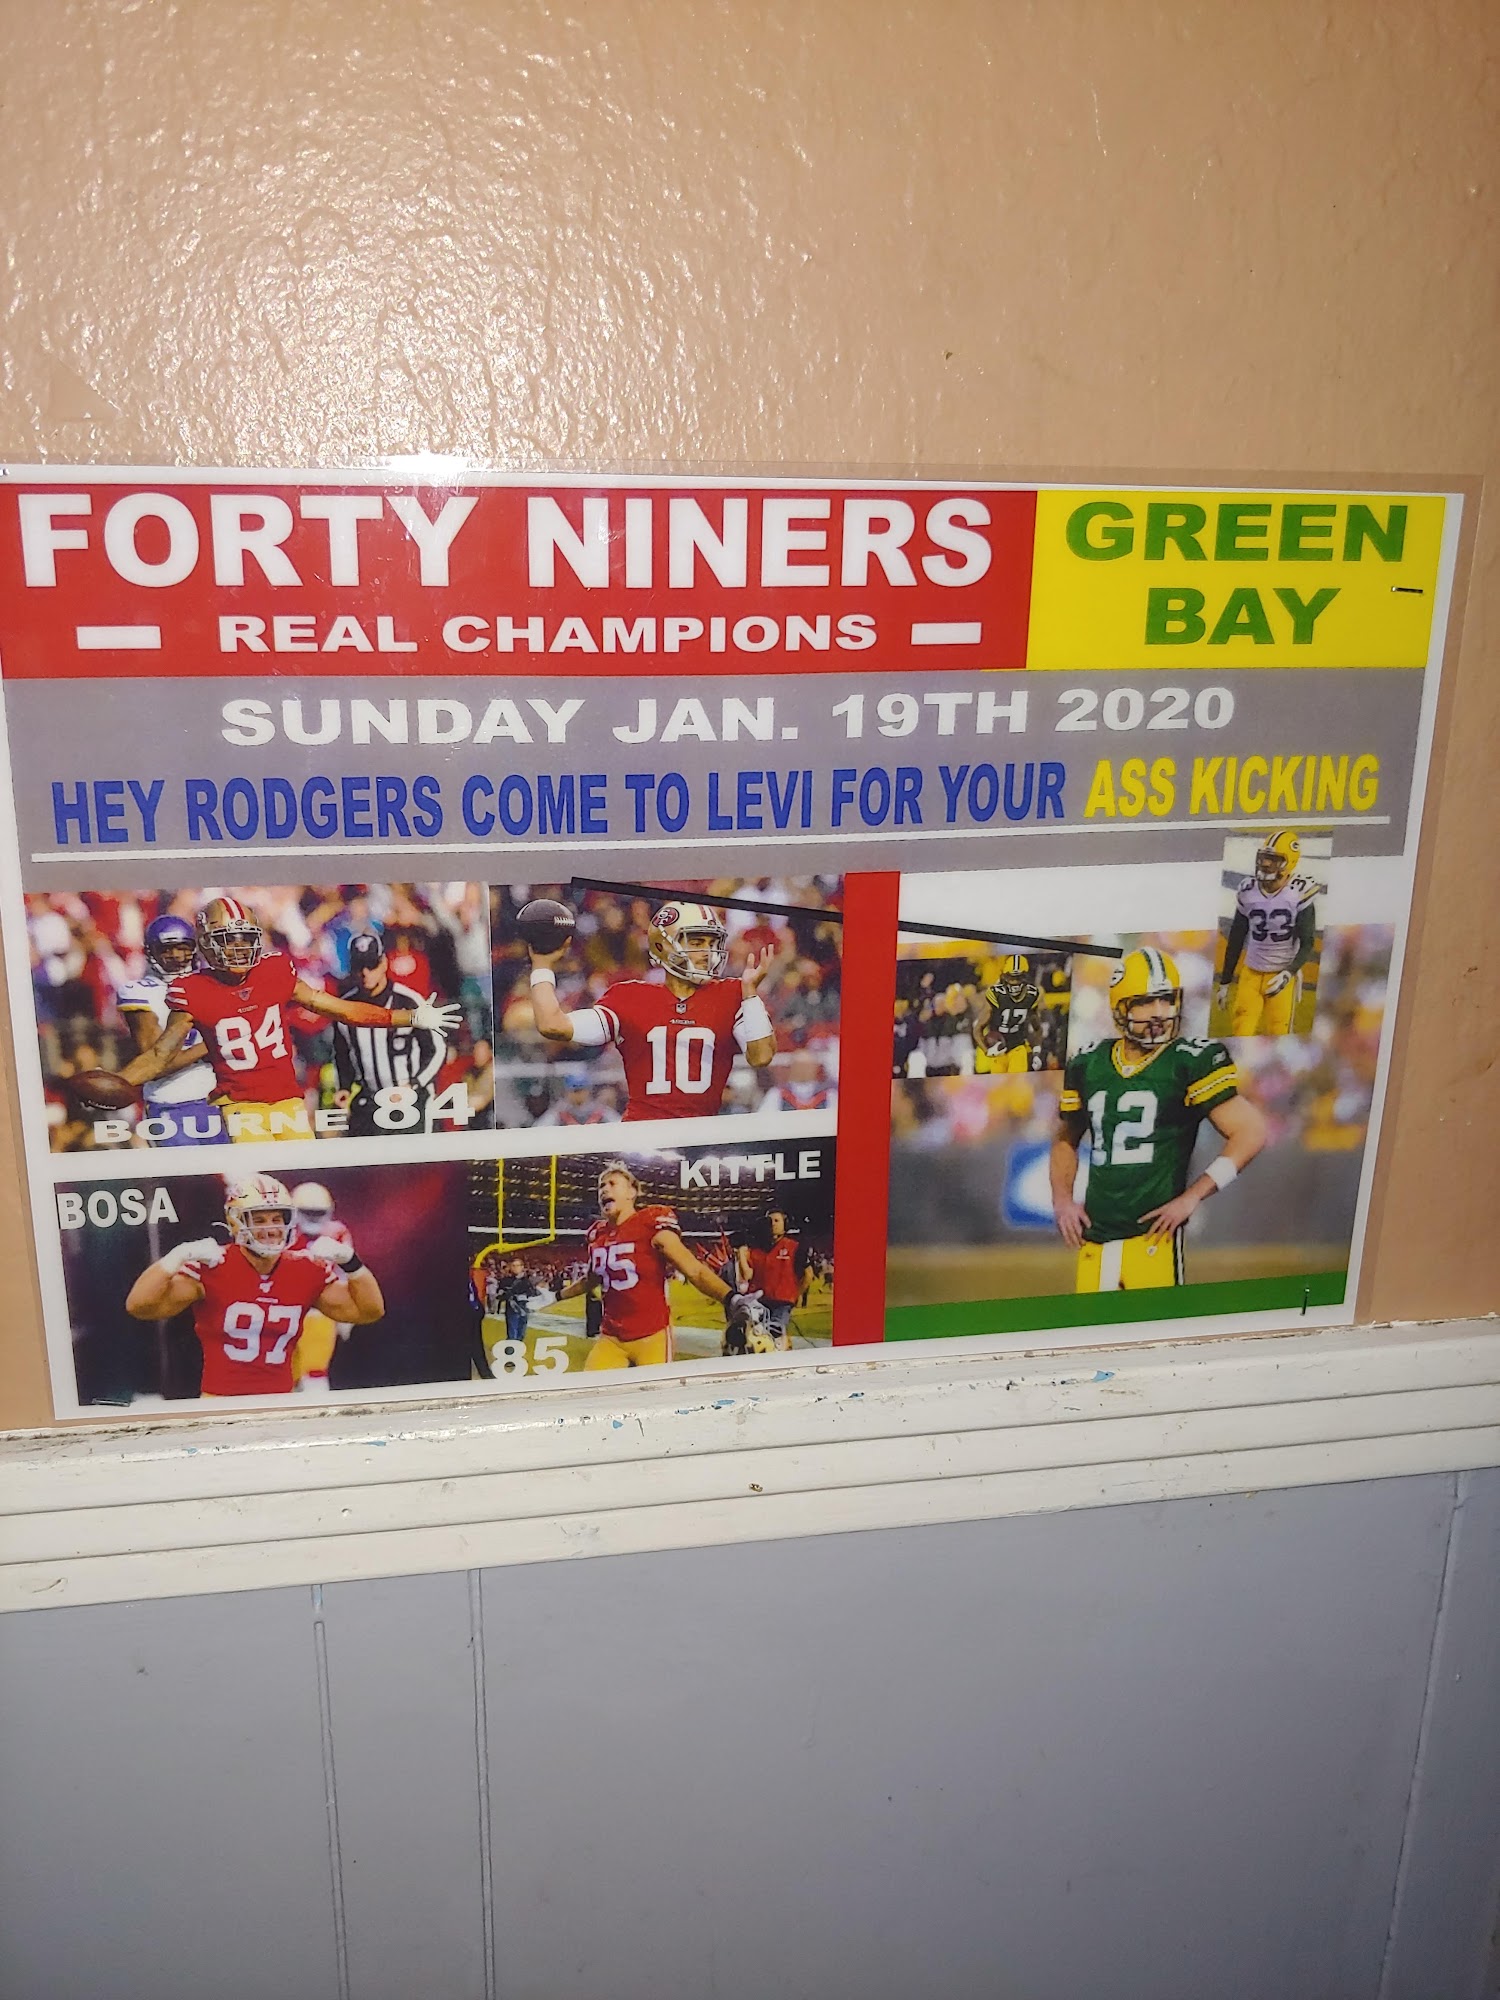 FORTY NINERS
– REAL CHAMPIONS –
GREEN
BAY
SUNDAY JAN. 19TH 2020
HEY RODGERS COME TO LEVI FOR YOUR ASS KICKING
84
BOURNE 84
10
17
33
12
BOSA
97
KITTLE
85
85